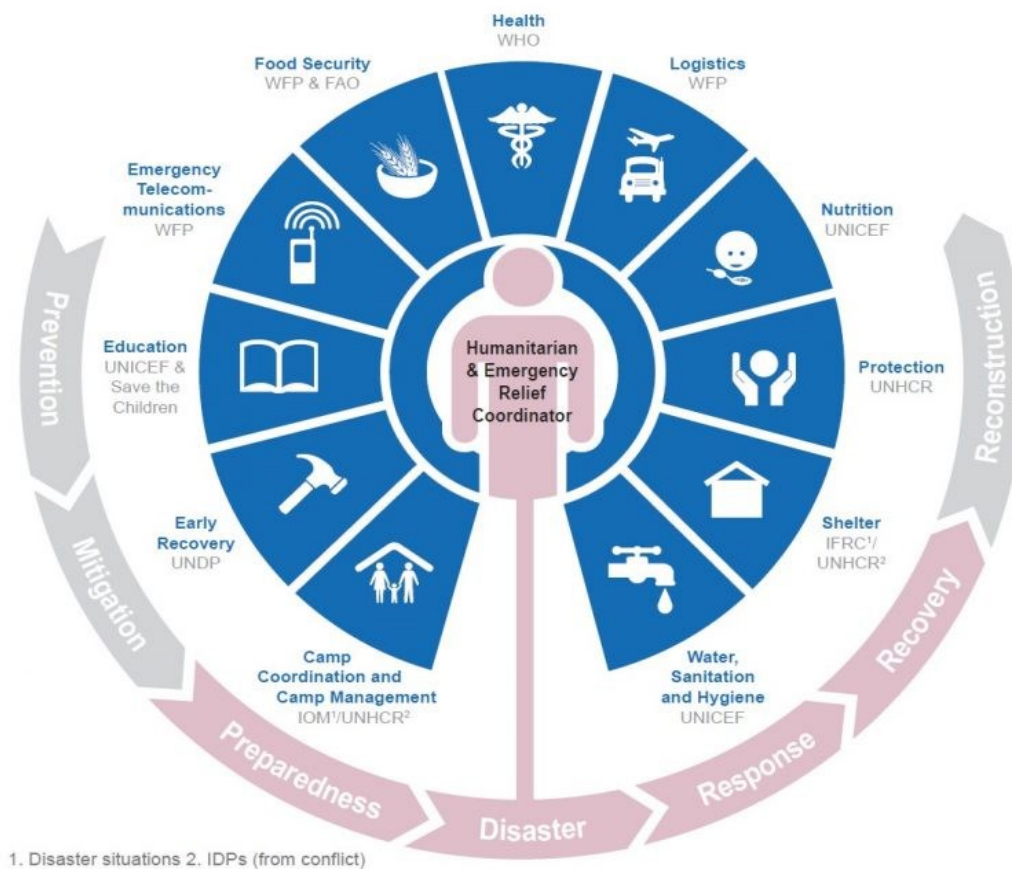 Health
WHO
Food Security
WFP & FAO
Logistics
WFP
Emergency
Telecom-
munications
WFP
Nutrition
UNICEF
Education
UNICEF &
Save the
Children
Humanitarian
& Emergency
Relief
Coordinator
Protection
UNHCR
Early
Recovery
UNDP
Shelter
IFRC¹/
UNHCR²
Camp
Coordination and
Camp Management
IOM¹/UNHCR²
Water,
Sanitation
and Hygiene
UNICEF
Prevention
Mitigation
Preparedness
Disaster
Response
Recovery
Reconstruction
1. Disaster situations 2. IDPs (from conflict)